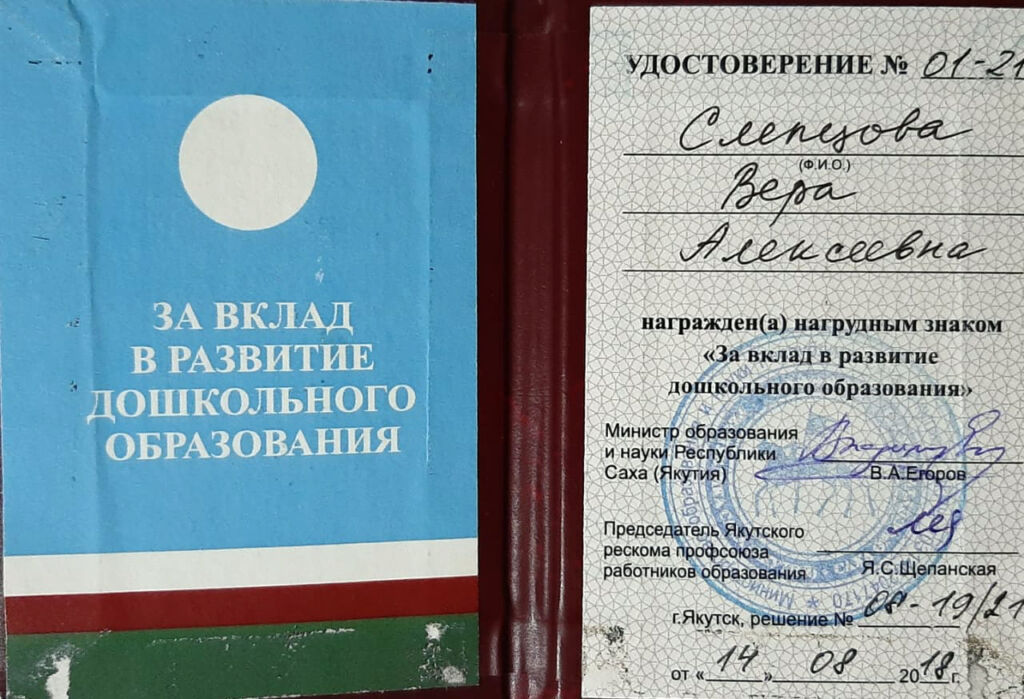 ЗА ВКЛАД
В РАЗВИТИЕ
ДОШКОЛЬНОГО
ОБРАЗОВАНИЯ
УДОСТОВЕРЕНИЕ № 01-21
Слепцова
(Ф.И.О.)
Вера
Алексеевна
награжден(а) нагрудным знаком
«За вклад в развитие
дошкольного образования»
Министр образования
и науки Республики
Саха (Якутия)
В.А.Егоров
Председатель Якутского
рескома профсоюза
работников образования
Я.С.Щепанская
г.Якутск, решение № 08-19/21
от «14» 08 2018г.